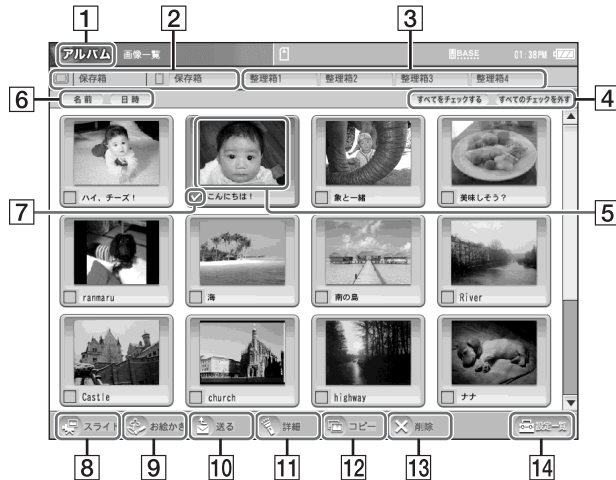 1 2 3
アルバム 画像一覧 BASE 01:38PM
保存箱 保存箱 整理箱1 整理箱2 整理箱3 整理箱4
6 名前 日時 すべてをチェックする すべてのチェックを外す 4
ハイ、チーズ! こんにちは! 象と一緒 美味しそう?
7 5
ranmaru 海 南の島 River
Castle church highway ナナ
スライド お絵かき 送る 詳細 コピー 削除 設定一覧
8 9 10 11 12 13 14